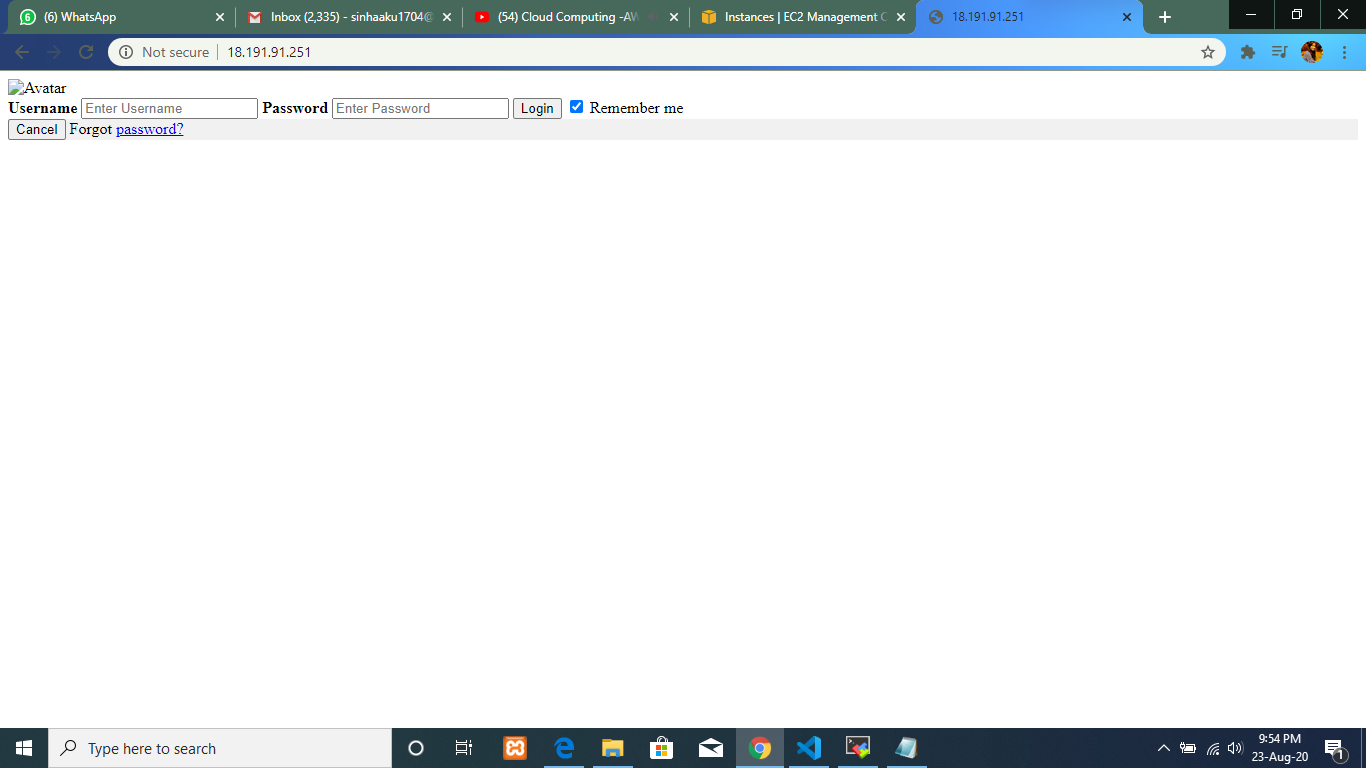 (6) WhatsApp
Inbox (2,335) - sinhaaku1704@
(54) Cloud Computing -AW
Instances | EC2 Management C
18.191.91.251
Not secure
18.191.91.251
Avatar
Username Enter Username Password Enter Password Login Remember me
Cancel Forgot password?
Type here to search
9:54 PM
23-Aug-20
1